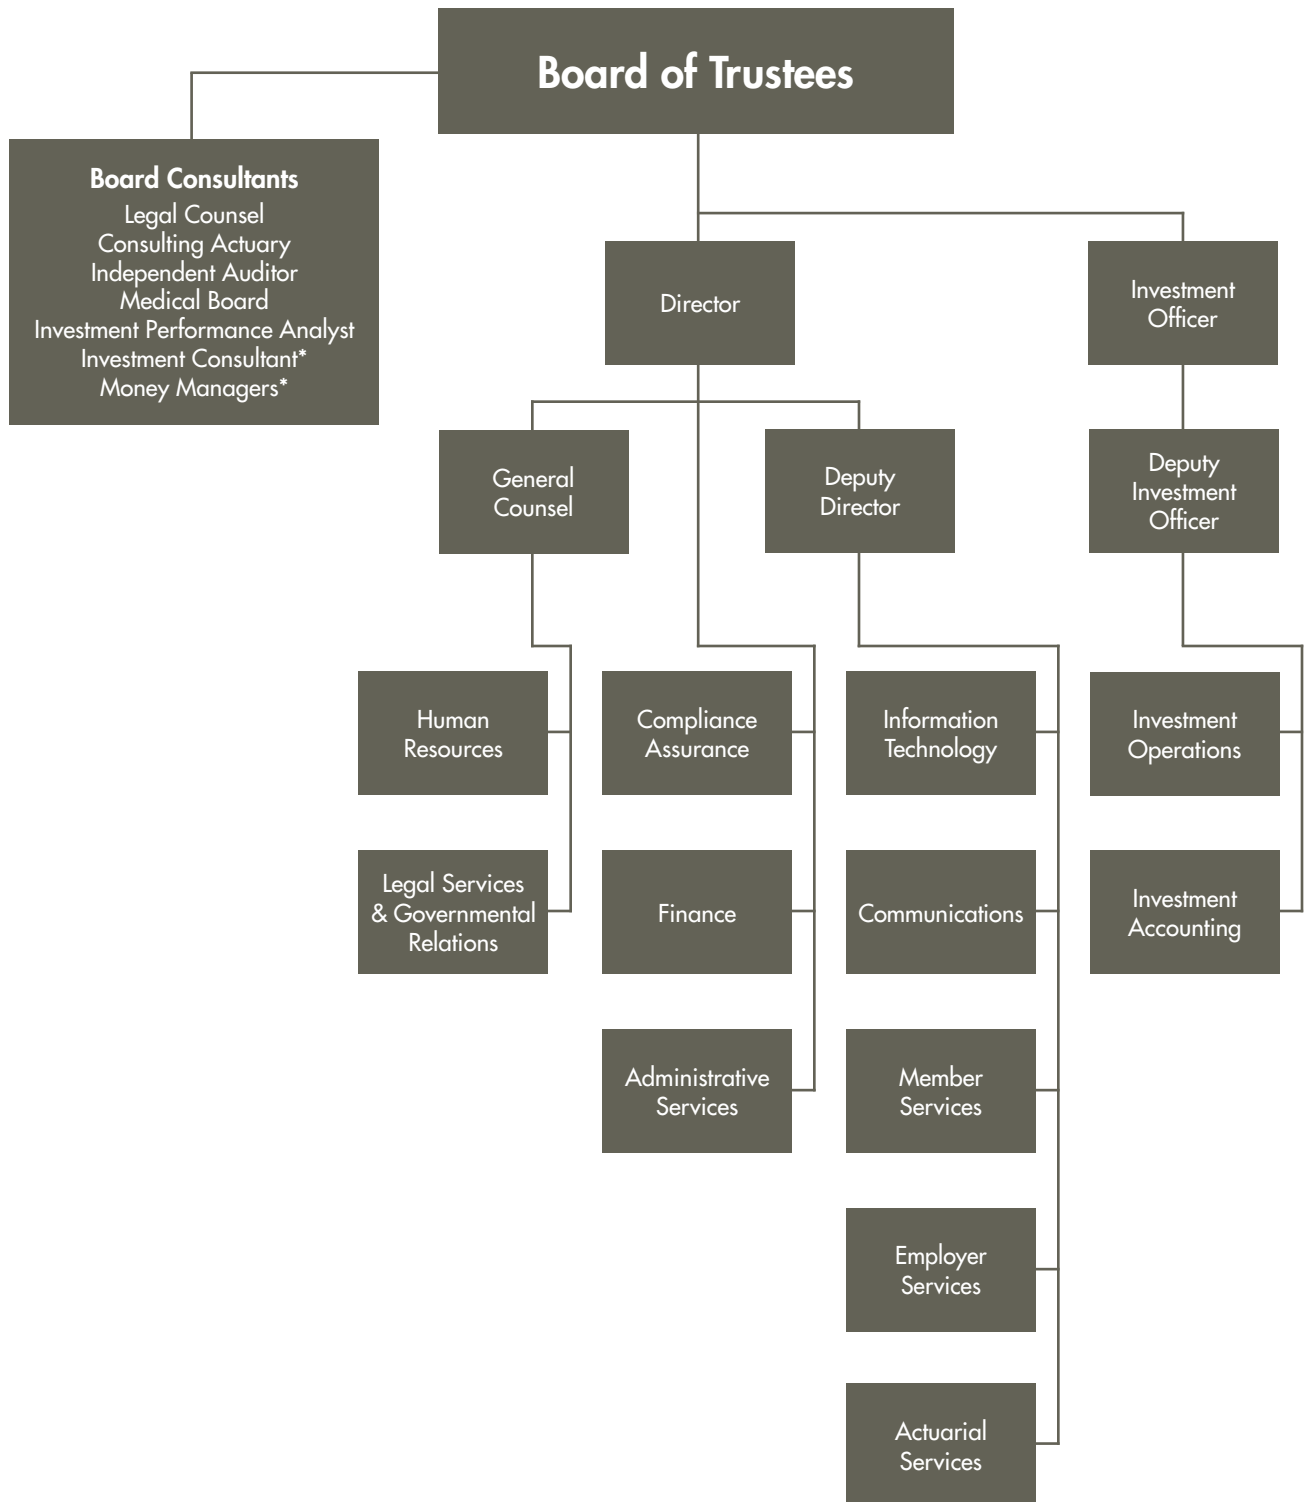 Board of Trustees
Board Consultants
Legal Counsel
Consulting Actuary
Independent Auditor
Medical Board
Investment Performance Analyst
Investment Consultant*
Money Managers*
Director
Investment
Officer
General
Counsel
Deputy
Director
Deputy
Investment
Officer
Human
Resources
Compliance
Assurance
Information
Technology
Investment
Operations
Legal Services
& Governmental
Relations
Finance
Communications
Investment
Accounting
Administrative
Services
Member
Services
Employer
Services
Actuarial
Services